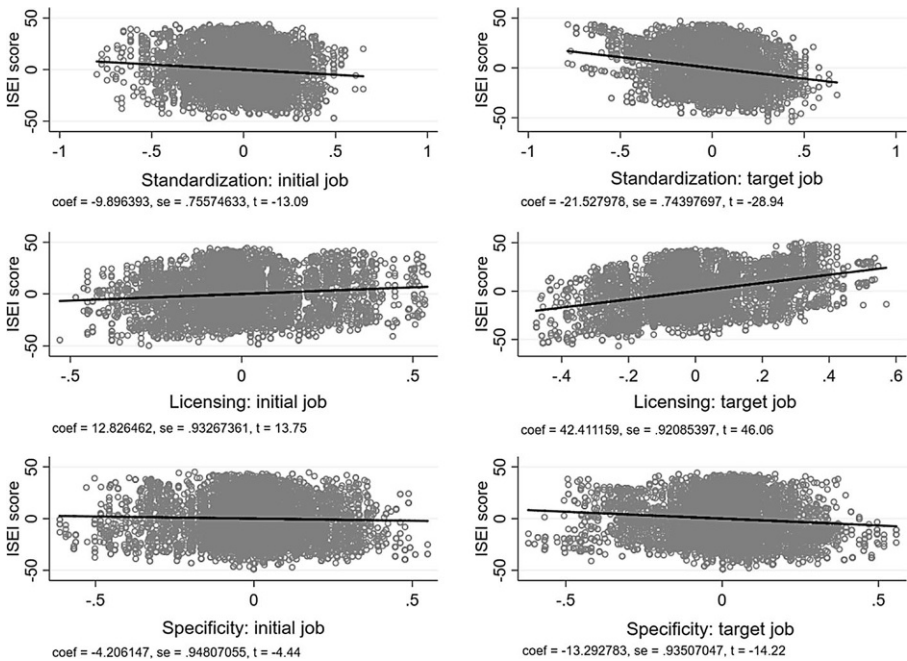 ISEI score
50
0
-50
-1
-.5
0
.5
1
Standardization: initial job
coef = -9.896393, se = .75574633, t = -13.09
ISEI score
50
0
-50
-1
-.5
0
.5
1
Standardization: target job
coef = -21.527978, se = .74397697, t = -28.94
ISEI score
50
0
-50
-.5
0
.5
Licensing: initial job
coef = 12.826462, se = .93267361, t = 13.75
ISEI score
50
0
-50
-.4
-.2
0
.2
.4
.6
Licensing: target job
coef = 42.411159, se = .92085397, t = 46.06
ISEI score
50
0
-50
-.5
0
.5
Specificity: initial job
coef = -4.206147, se = .94807055, t = -4.44
ISEI score
50
0
-50
-.5
0
.5
Specificity: target job
coef = -13.292783, se = .93507047, t = -14.22